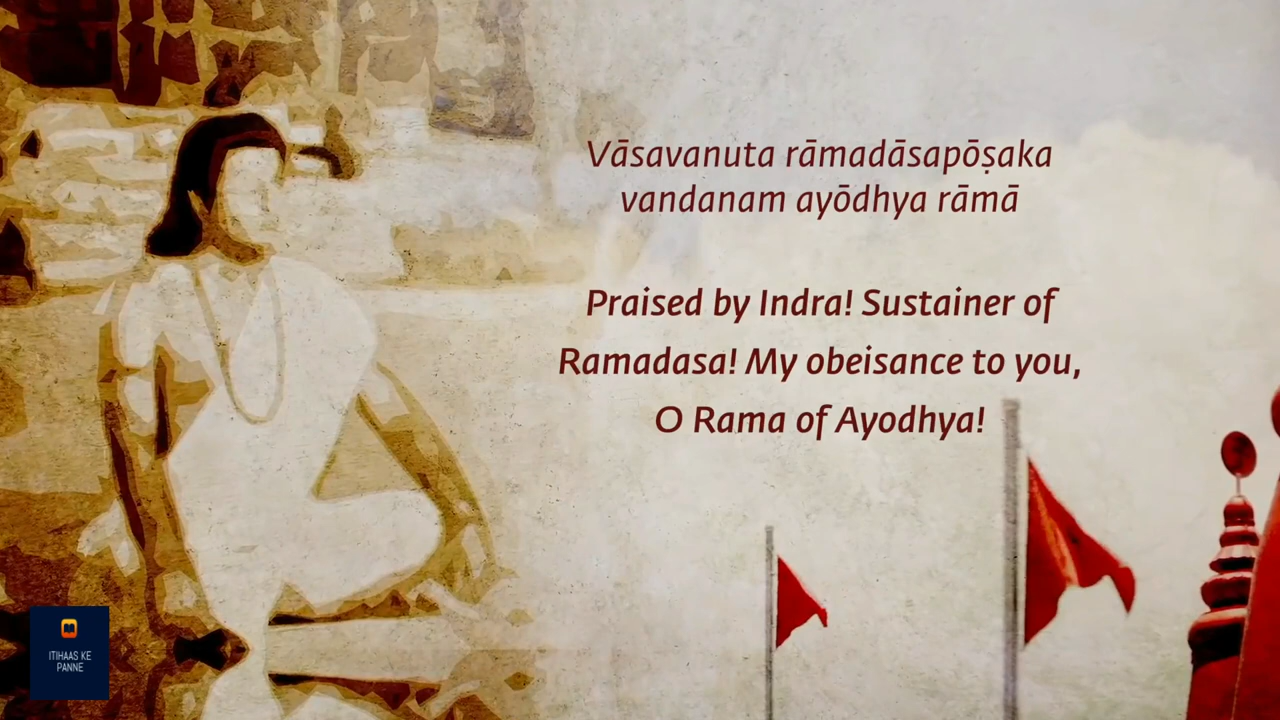 Vāsavanuta rāmadāsapōṣaka
vandanam ayōdhya rāmā
Praised by Indra! Sustainer of
Ramadasa! My obeisance to you,
O Rama of Ayodhya!
ITIHAAS KE
PANNE